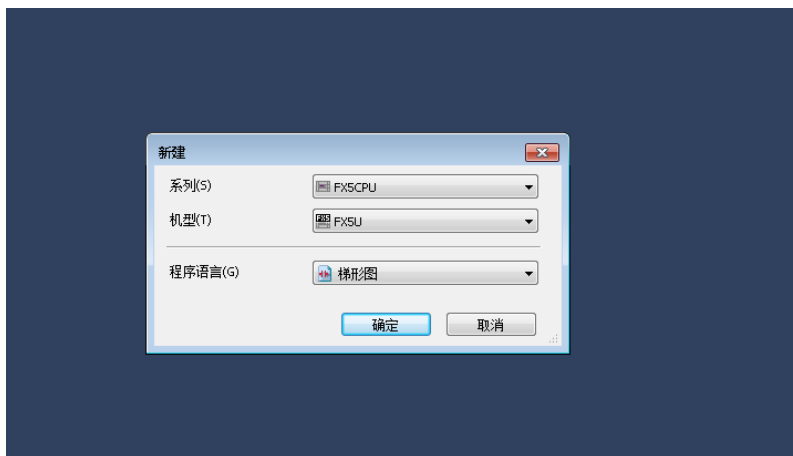 新建
系列(S) FX5CPU
机型(T) FX5U
程序语言(G) 梯形图
确定 取消